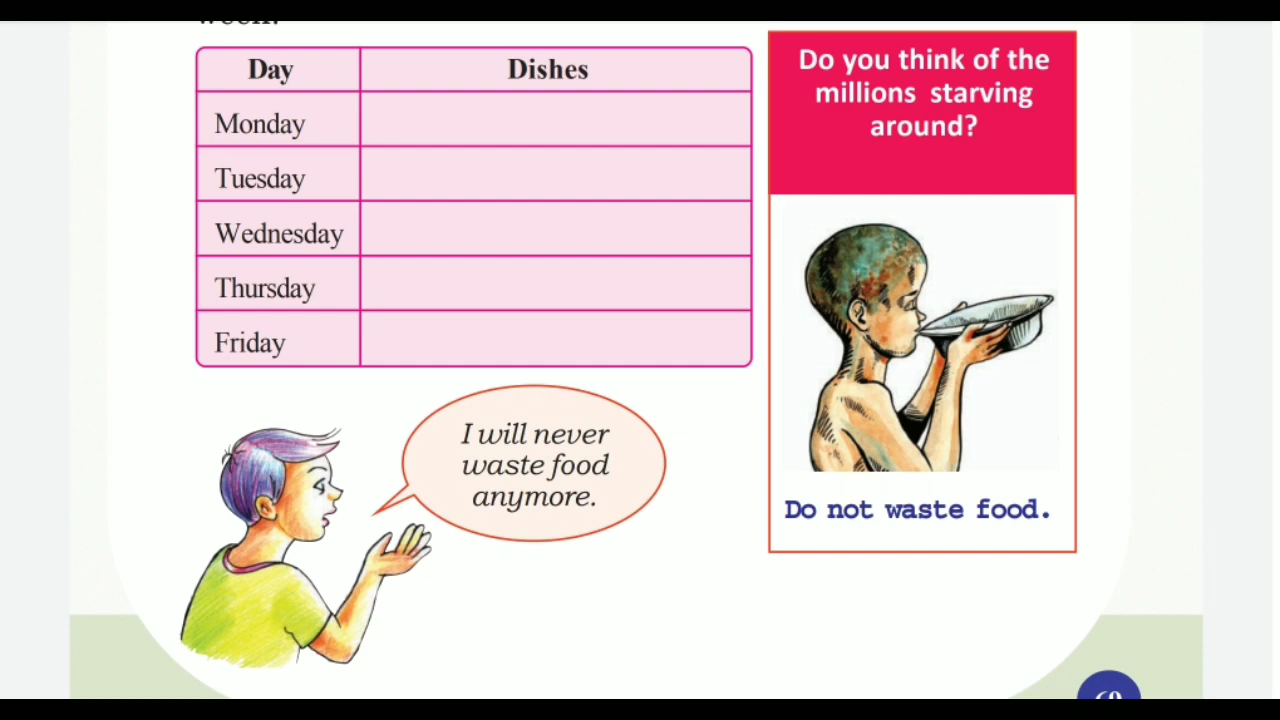 Day Dishes
Monday
Tuesday
Wednesday
Thursday
Friday
Do you think of the
millions starving
around?
Do not waste food.
I will never
waste food
anymore.